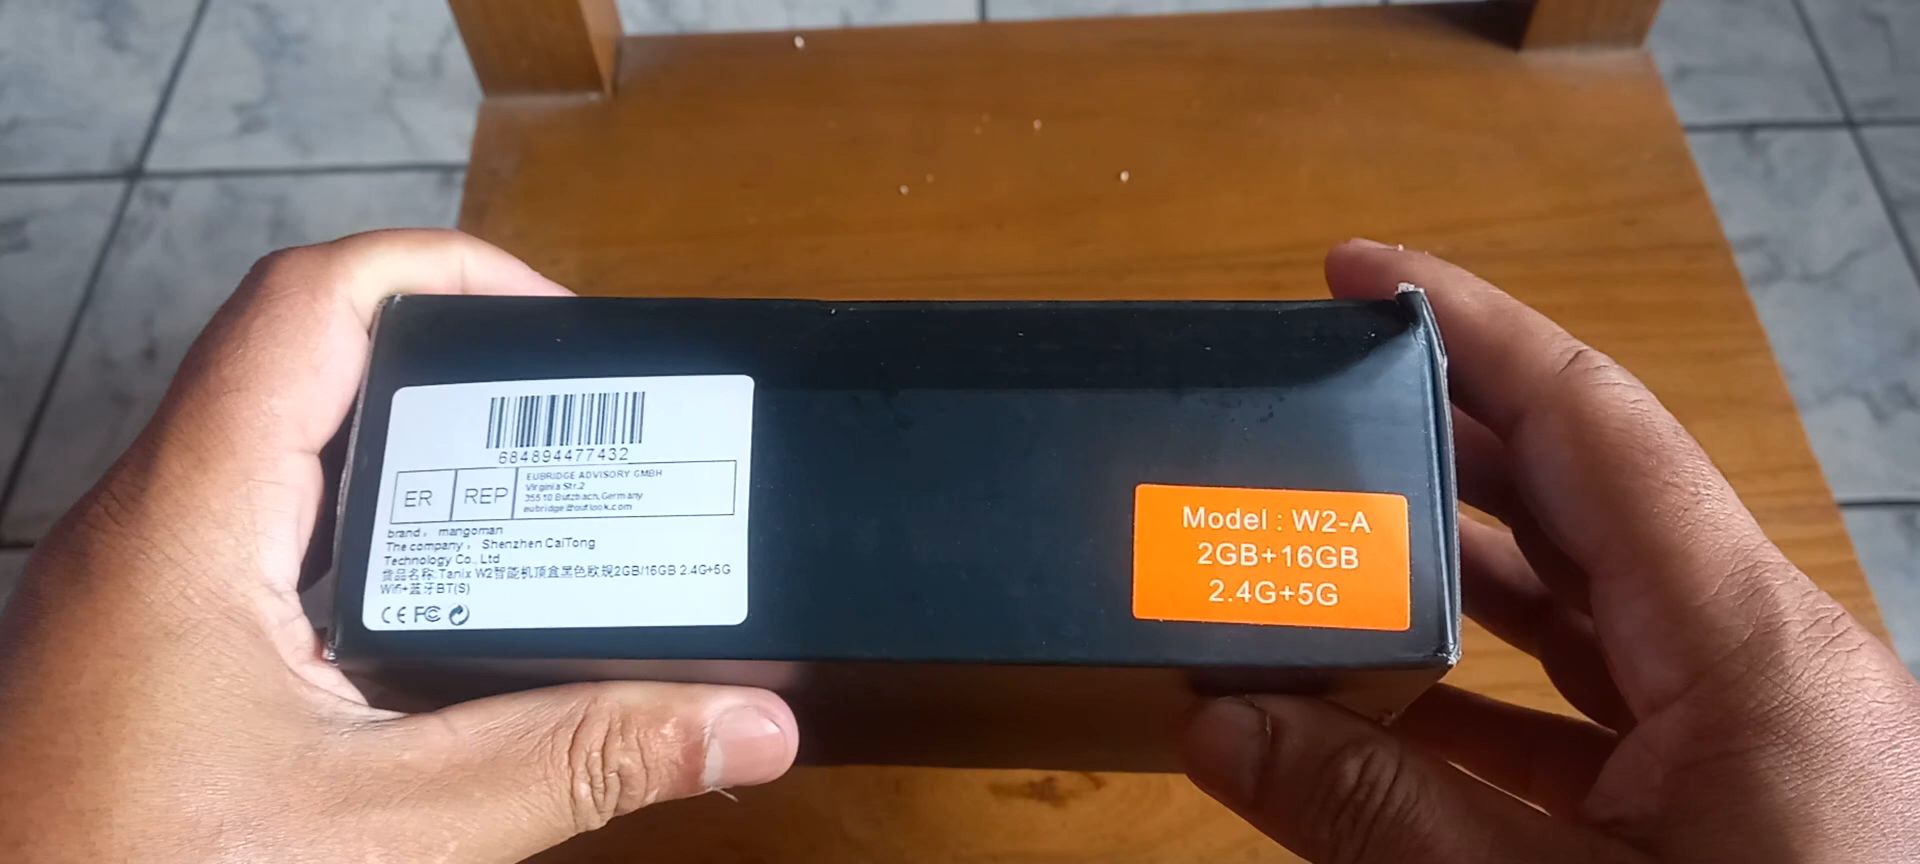 684894477432
ER REP
EUBRIDGE ADVISORY GMBH
Virginia Str.2
35510 Butzbach,Germany
eubridge@outlook.com
brand， mangoman
The company， Shenzhen CaiTong
Technology Co., Ltd
货品名称:Tanix W2智能机顶盒黑色欧规2GB/16GB 2.4G+5G
Wifi+蓝牙BT(S)
CE FC
Model : W2-A
2GB+16GB
2.4G+5G